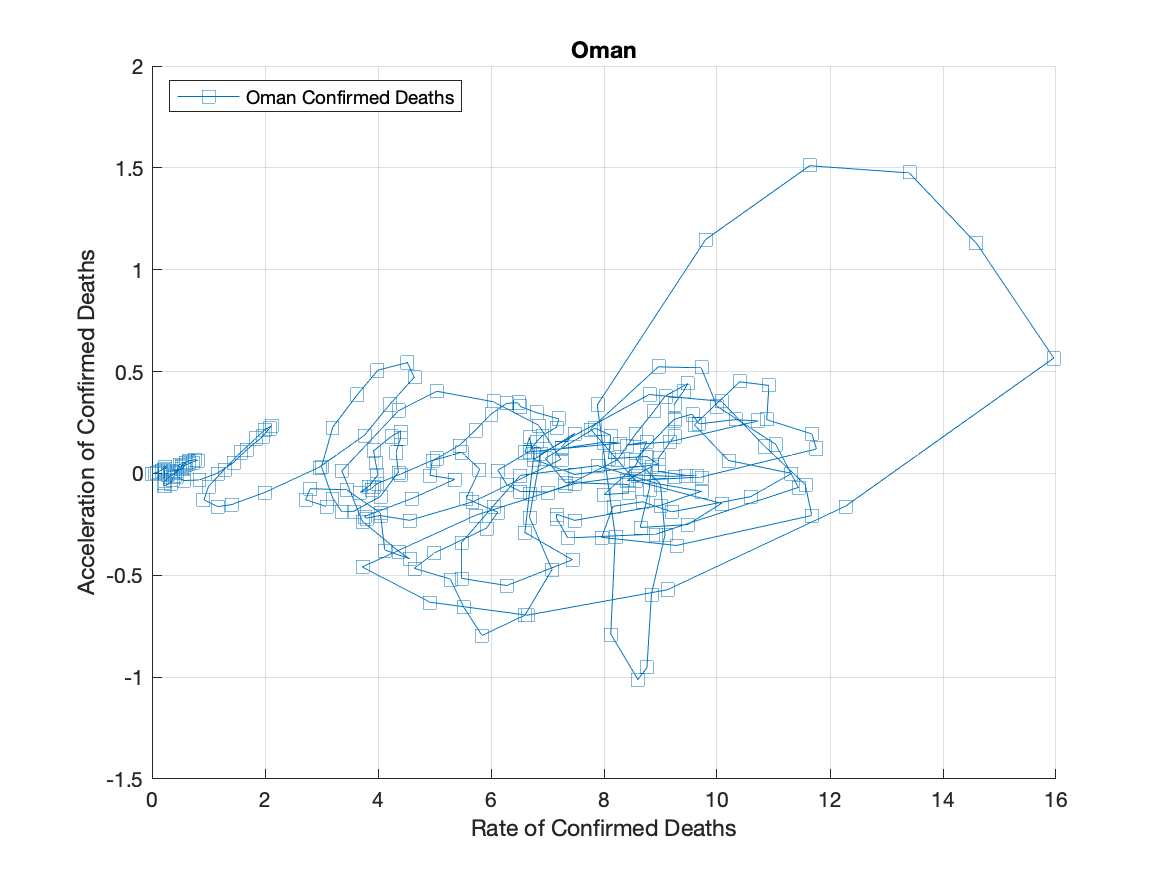 Oman
Oman Confirmed Deaths
Acceleration of Confirmed Deaths
2
1.5
1
0.5
0
-0.5
-1
-1.5
0 2 4 6 8 10 12 14 16
Rate of Confirmed Deaths